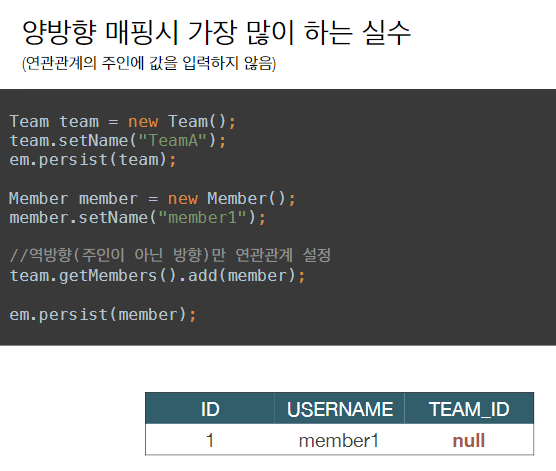 양방향 매핑시 가장 많이 하는 실수
(연관관계의 주인에 값을 입력하지 않음)
Team team = new Team();
team.setName("TeamA");
em.persist(team);
Member member = new Member();
member.setName("member1");
//역방향(주인이 아닌 방향)만 연관관계 설정
team.getMembers().add(member);
em.persist(member);
ID USERNAME TEAM_ID
1 member1 null